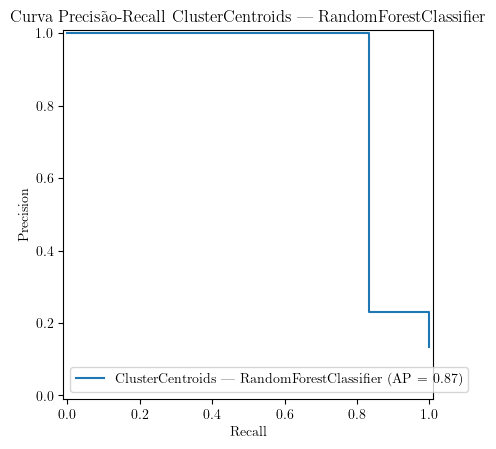 Curva Precisão-Recall ClusterCentroids — RandomForestClassifier
1.0
0.8
0.6
0.4
0.2
0.0
Precision
ClusterCentroids — RandomForestClassifier (AP = 0.87)
0.0 0.2 0.4 0.6 0.8 1.0
Recall